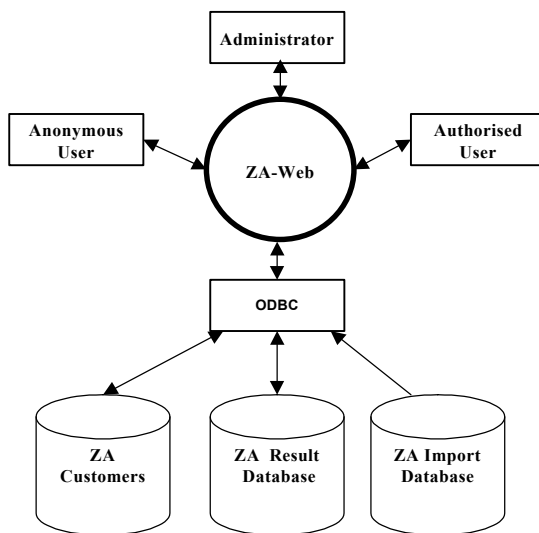 Administrator
Anonymous
User
Authorised
User
ZA-Web
ODBC
ZA
Customers
ZA Result
Database
ZA Import
Database